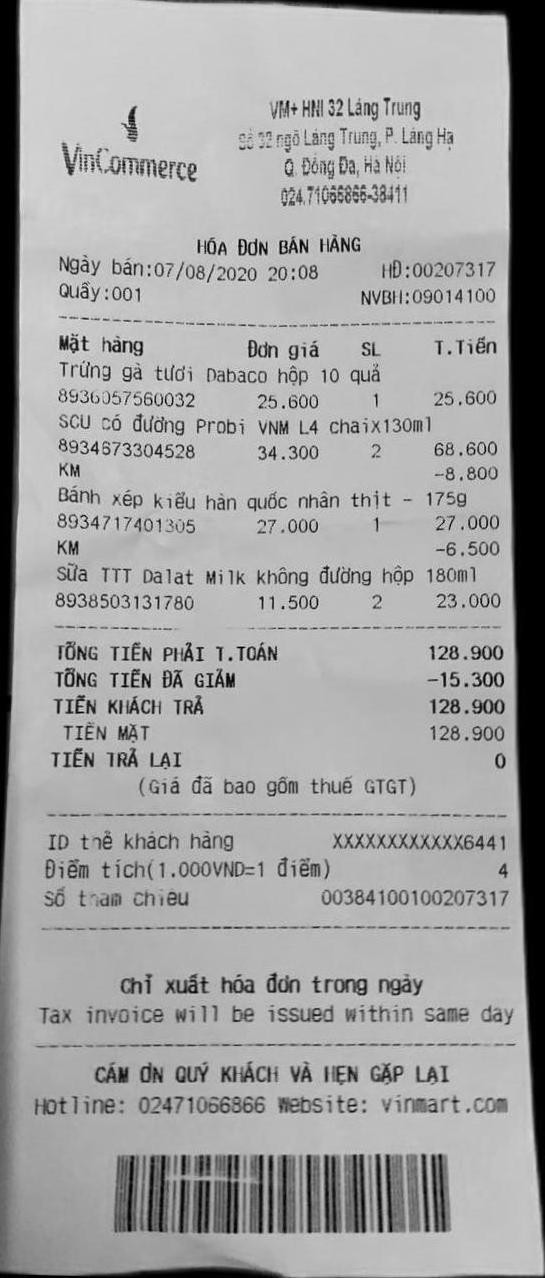 VinCommerce
VM+ HNI 32 Láng Trung
Số 32 ngõ Láng Trung, P. Láng Hạ
Q. Đống Đa, Hà Nội
024.71066866-38411
HÓA ĐƠN BÁN HÀNG
Ngày bán:07/08/2020 20:08 HĐ:00207317
Quầy:001 NVBH:09014100
Mặt hàng Đơn giá SL T.Tiền
Trứng gà tươi Dabaco hộp 10 quả
8936057560032 25.600 1 25.600
SCU có đường Probi VNM L4 chaix130ml
8934673304528 34.300 2 68.600
KM -8.800
Bánh xếp kiểu hàn quốc nhân thịt - 175g
8934717401305 27.000 1 27.000
KM -6.500
Sữa TTT Dalat Milk không đường hộp 180ml
8938503131780 11.500 2 23.000
TỔNG TIỀN PHẢI T.TOÁN 128.900
TỔNG TIỀN ĐÃ GIẢM -15.300
TIỀN KHÁCH TRẢ 128.900
TIỀN MẶT 128.900
TIỀN TRẢ LẠI 0
(Giá đã bao gồm thuế GTGT)
ID thẻ khách hàng XXXXXXXXXXXX6441
Điểm tích(1.000VND=1 điểm) 4
Số tham chiếu 00384100100207317
Chỉ xuất hóa đơn trong ngày
Tax invoice will be issued within same day
CẢM ƠN QUÝ KHÁCH VÀ HẸN GẶP LẠI
Hotline: 02471066866 Website: vinmart.com